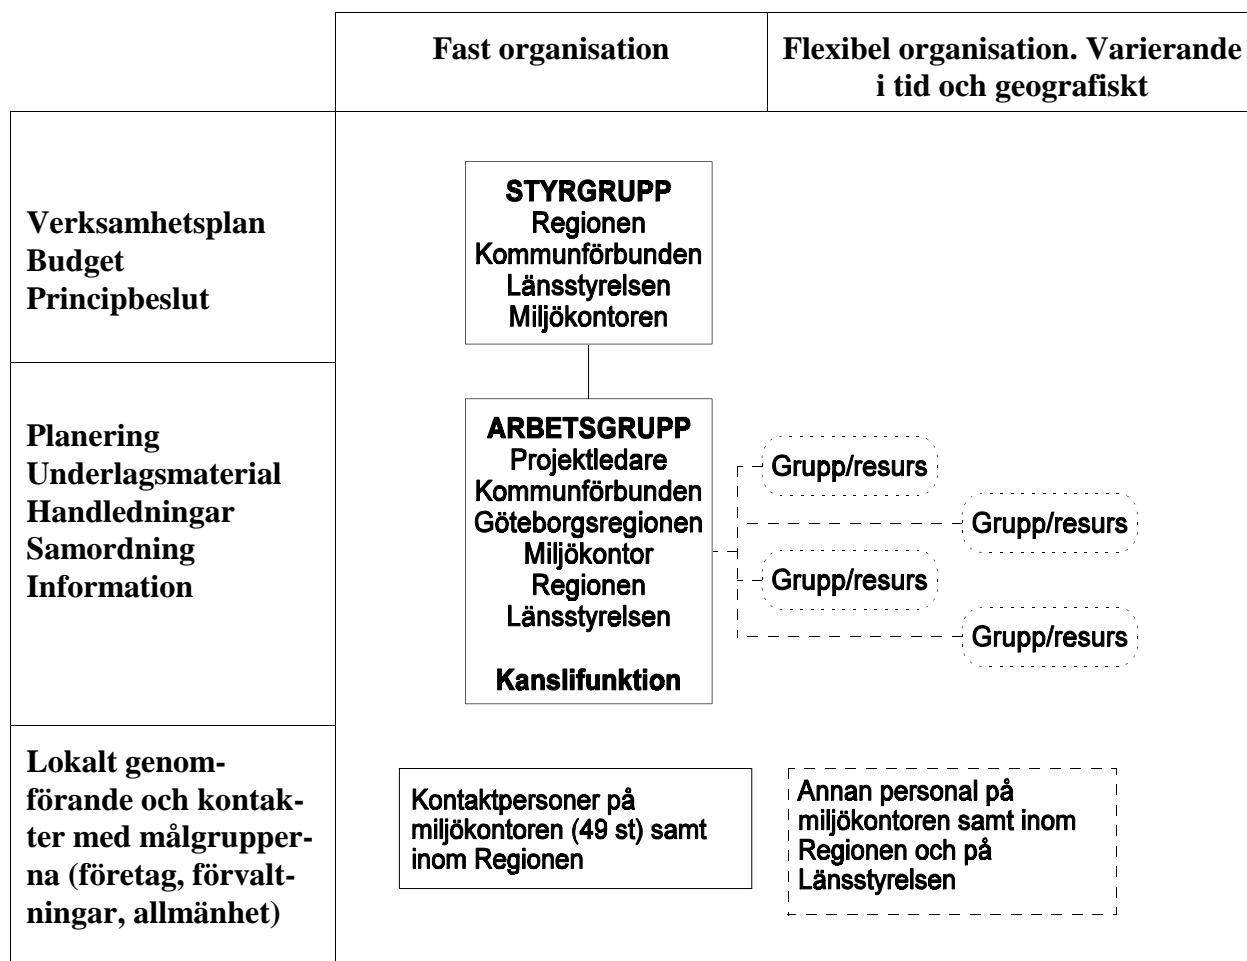 Fast organisation
Flexibel organisation. Varierande
i tid och geografiskt
Verksamhetsplan
Budget
Principbeslut
STYRGRUPP
Regionen
Kommunförbunden
Länsstyrelsen
Miljökontoren
Planering
Underlagsmaterial
Handledningar
Samordning
Information
ARBETSGRUPP
Projektledare
Kommunförbunden
Göteborgsregionen
Miljökontor
Regionen
Länsstyrelsen
Kanslifunktion
Grupp/resurs
Grupp/resurs
Grupp/resurs
Grupp/resurs
Lokalt genom-
förande och kontak-
ter med målgrupper-
na (företag, förvalt-
ningar, allmänhet)
Kontaktpersoner på
miljökontoren (49 st) samt
inom Regionen
Annan personal på
miljökontoren samt inom
Regionen och på
Länsstyrelsen